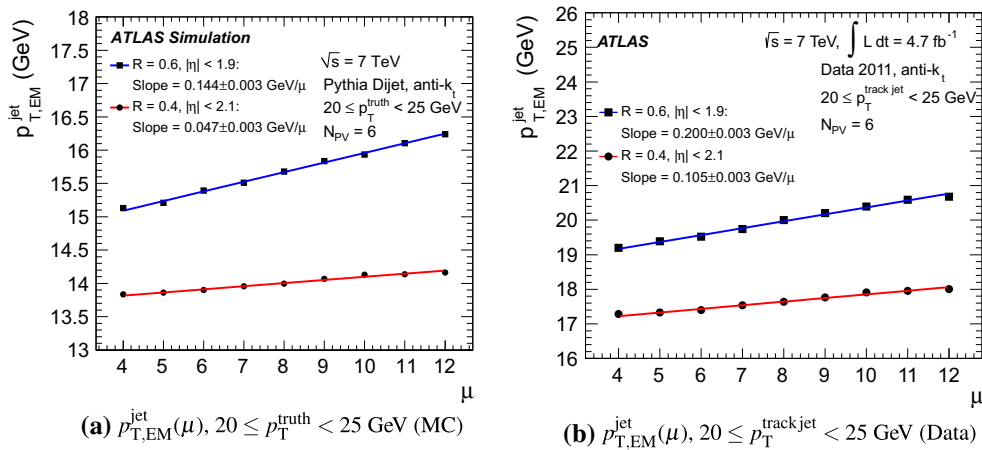 ATLAS Simulation
R = 0.6, |η| < 1.9:
Slope = 0.144±0.003 GeV/μ
R = 0.4, |η| < 2.1:
Slope = 0.047±0.003 GeV/μ
√s = 7 TeV
Pythia Dijet, anti-k_t
20 ≤ p_T^truth < 25 GeV
N_PV = 6
p_T,EM^jet (GeV)
18
17.5
17
16.5
16
15.5
15
14.5
14
13.5
13
4 5 6 7 8 9 10 11 12
μ
(a) p_T,EM^jet(μ), 20 ≤ p_T^truth < 25 GeV (MC)
ATLAS
√s = 7 TeV, ∫ L dt = 4.7 fb^-1
Data 2011, anti-k_t
20 ≤ p_T^track jet < 25 GeV
N_PV = 6
R = 0.6, |η| < 1.9:
Slope = 0.200±0.003 GeV/μ
R = 0.4, |η| < 2.1
Slope = 0.105±0.003 GeV/μ
p_T,EM^jet (GeV)
26
25
24
23
22
21
20
19
18
17
16
4 5 6 7 8 9 10 11 12
μ
(b) p_T,EM^jet(μ), 20 ≤ p_T^track jet < 25 GeV (Data)